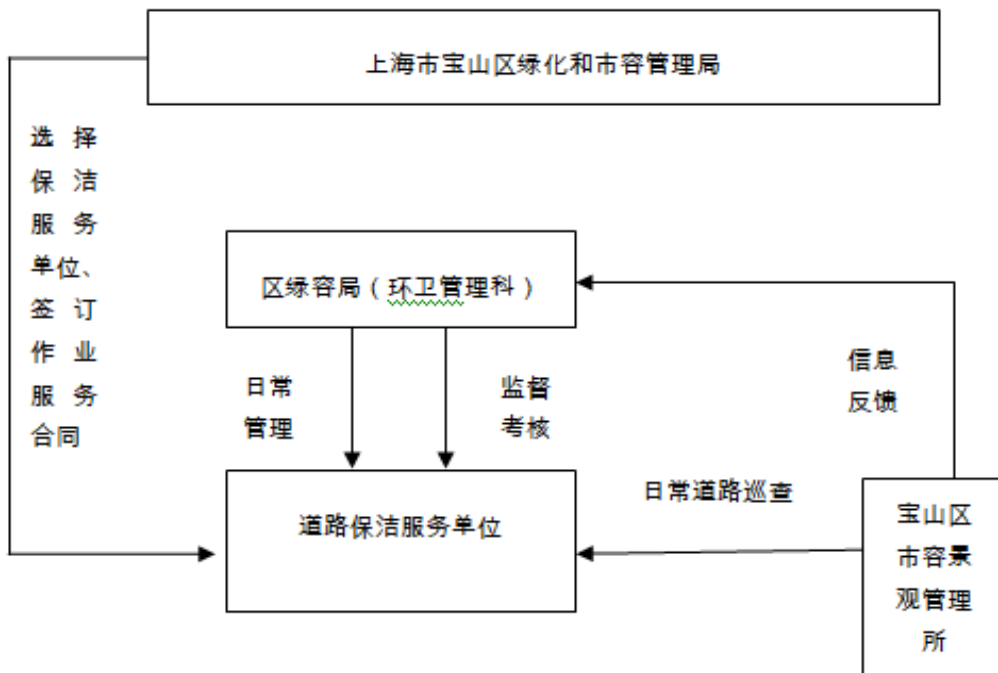 上海市宝山区绿化和市容管理局
选择
保洁
服务
单位、
签订
作业
服务
合同
区绿容局（环卫管理科）
日常
管理
监督
考核
信息
反馈
日常道路巡查
道路保洁服务单位
宝山区
市容景
观管理
所